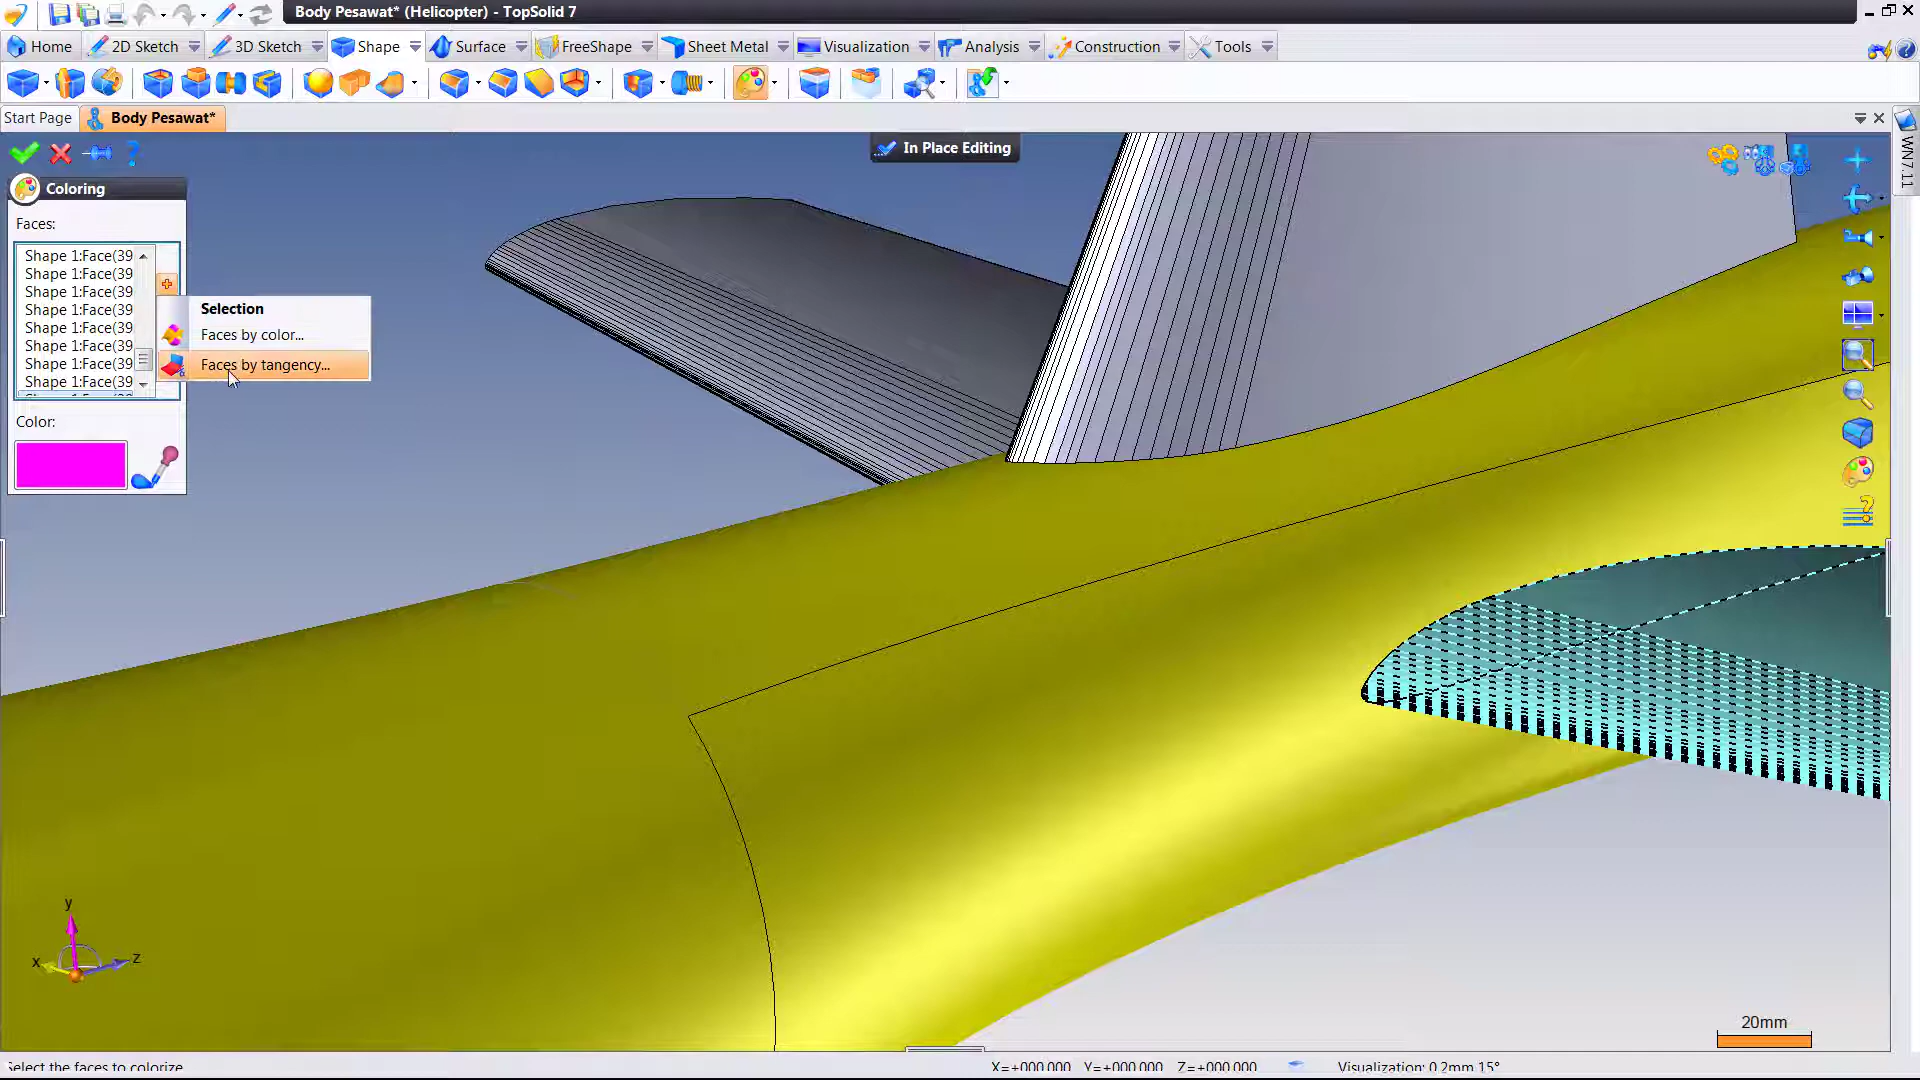 Body Pesawat* (Helicopter) - TopSolid 7
Home 2D Sketch 3D Sketch Shape Surface FreeShape Sheet Metal Visualization Analysis Construction Tools
Start Page Body Pesawat*
WN7.11
In Place Editing
Coloring
Faces:
Shape 1:Face(39
Shape 1:Face(39
Shape 1:Face(39
Shape 1:Face(39
Shape 1:Face(39
Shape 1:Face(39
Shape 1:Face(39
Shape 1:Face(39
Selection
Faces by color...
Faces by tangency...
Color:
y
x
z
20mm
Select the faces to colorize
X=+000.000 Y=+000.000 Z=+000.000 Visualization: 0.2mm 15°